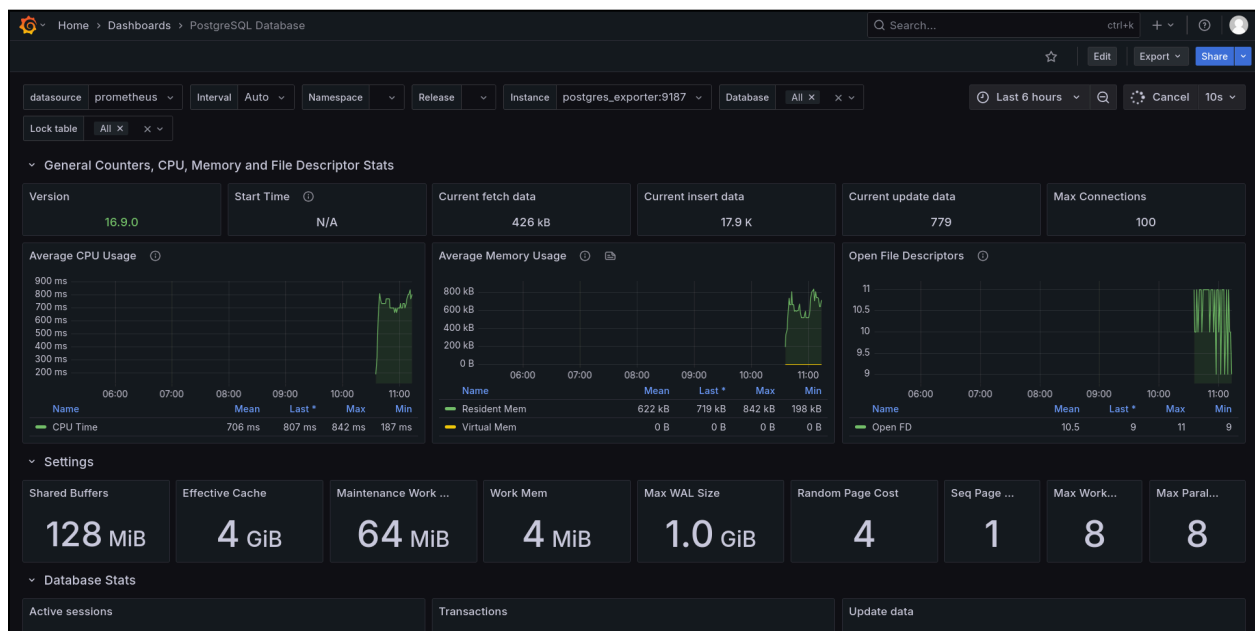 Home > Dashboards > PostgreSQL Database
Search... ctrl+k
Edit Export Share
datasource prometheus Interval Auto Namespace Release Instance postgres_exporter:9187 Database All × Last 6 hours Cancel 10s
Lock table All ×
General Counters, CPU, Memory and File Descriptor Stats
Version Start Time Current fetch data Current insert data Current update data Max Connections
16.9.0 N/A 426 kB 17.9 K 779 100
Average CPU Usage
900 ms
800 ms
700 ms
600 ms
500 ms
400 ms
300 ms
200 ms
06:00 07:00 08:00 09:00 10:00 11:00
Name Mean Last * Max Min
CPU Time 706 ms 807 ms 842 ms 187 ms
Average Memory Usage
800 kB
600 kB
400 kB
200 kB
0 B
06:00 07:00 08:00 09:00 10:00 11:00
Name Mean Last * Max Min
Resident Mem 622 kB 719 kB 842 kB 198 kB
Virtual Mem 0 B 0 B 0 B 0 B
Open File Descriptors
11
10.5
10
9.5
9
06:00 07:00 08:00 09:00 10:00 11:00
Name Mean Last * Max Min
Open FD 10.5 9 11 9
Settings
Shared Buffers Effective Cache Maintenance Work ... Work Mem Max WAL Size Random Page Cost Seq Page ... Max Work... Max Paral...
128 MiB 4 GiB 64 MiB 4 MiB 1.0 GiB 4 1 8 8
Database Stats
Active sessions Transactions Update data